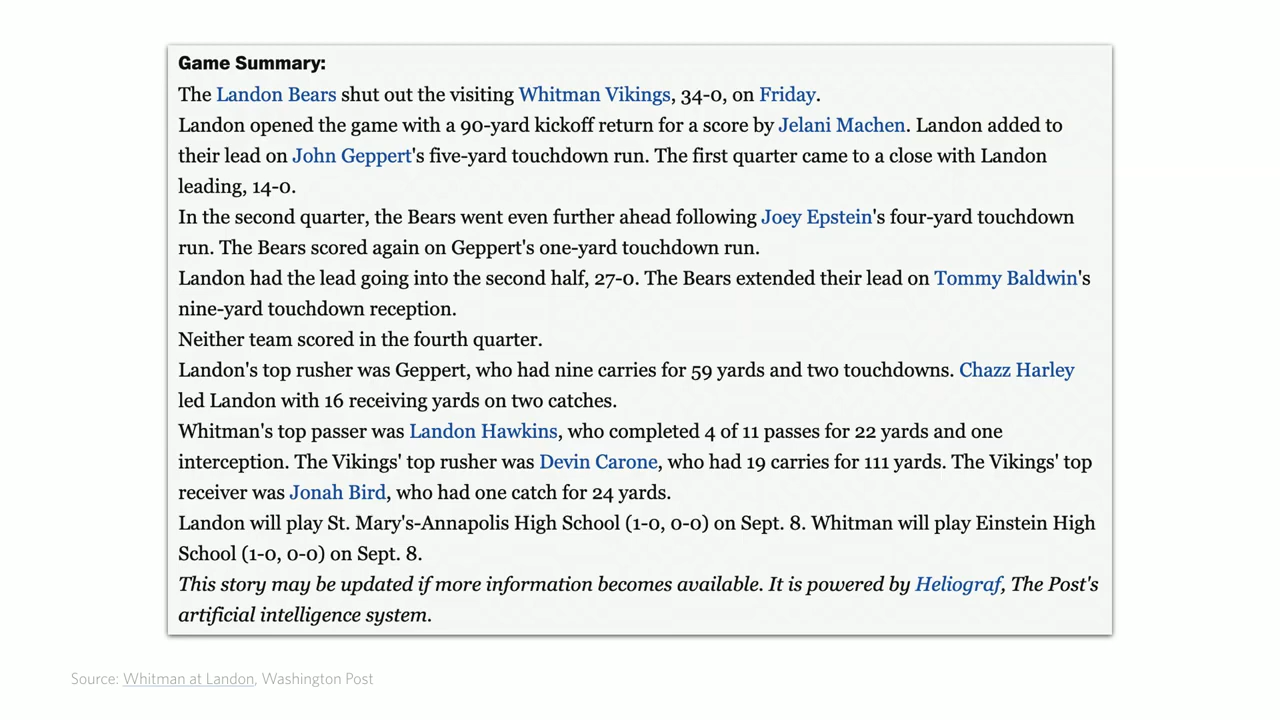 Game Summary:
The Landon Bears shut out the visiting Whitman Vikings, 34-0, on Friday.
Landon opened the game with a 90-yard kickoff return for a score by Jelani Machen. Landon added to
their lead on John Geppert's five-yard touchdown run. The first quarter came to a close with Landon
leading, 14-0.
In the second quarter, the Bears went even further ahead following Joey Epstein's four-yard touchdown
run. The Bears scored again on Geppert's one-yard touchdown run.
Landon had the lead going into the second half, 27-0. The Bears extended their lead on Tommy Baldwin's
nine-yard touchdown reception.
Neither team scored in the fourth quarter.
Landon's top rusher was Geppert, who had nine carries for 59 yards and two touchdowns. Chazz Harley
led Landon with 16 receiving yards on two catches.
Whitman's top passer was Landon Hawkins, who completed 4 of 11 passes for 22 yards and one
interception. The Vikings' top rusher was Devin Carone, who had 19 carries for 111 yards. The Vikings' top
receiver was Jonah Bird, who had one catch for 24 yards.
Landon will play St. Mary's-Annapolis High School (1-0, 0-0) on Sept. 8. Whitman will play Einstein High
School (1-0, 0-0) on Sept. 8.
This story may be updated if more information becomes available. It is powered by Heliograf, The Post's
artificial intelligence system.
Source: Whitman at Landon, Washington Post